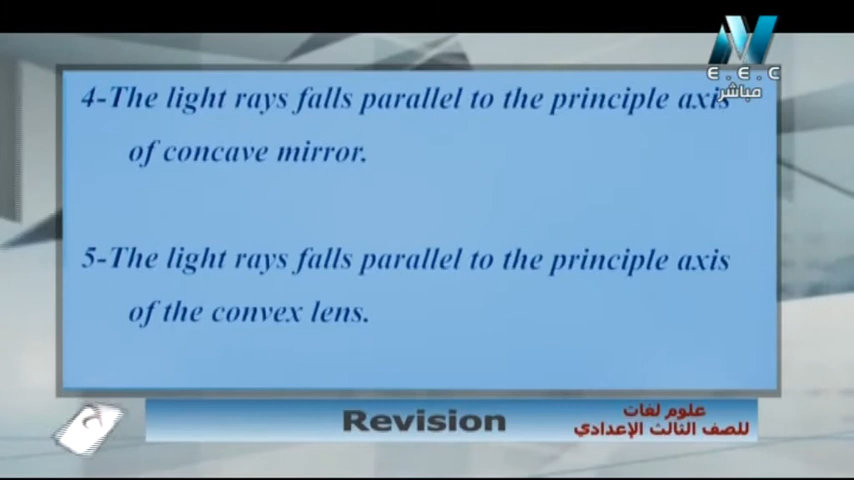 E.E.C
مباشر
4-The light rays falls parallel to the principle axis
of concave mirror.
5-The light rays falls parallel to the principle axis
of the convex lens.
Revision
علوم لغات
للصف الثالث الإعدادي